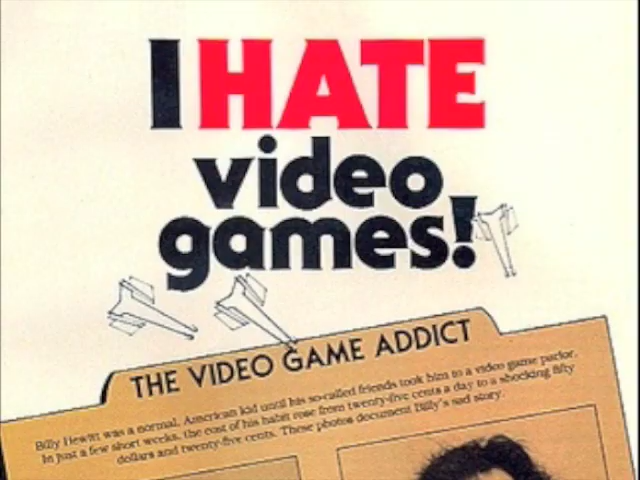 I HATE
video
games!
THE VIDEO GAME ADDICT
Billy Hewitt was a normal, American kid until his so-called friends took him to a video game parlor.
In just a few short weeks, the cost of his habit rose from twenty-five cents a day to a shocking fifty
dollars and twenty-five cents. These photos document Billy's sad story.